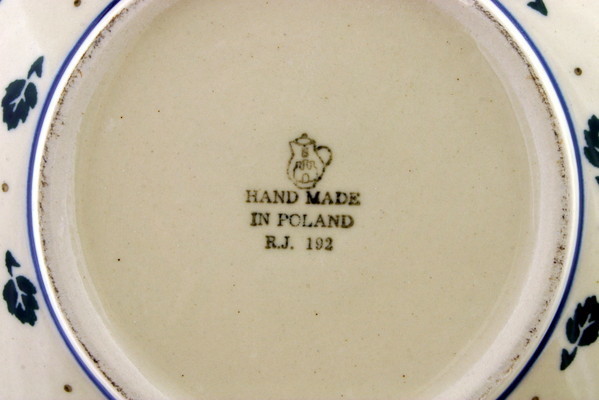 HAND MADE
IN POLAND
R.J. 192